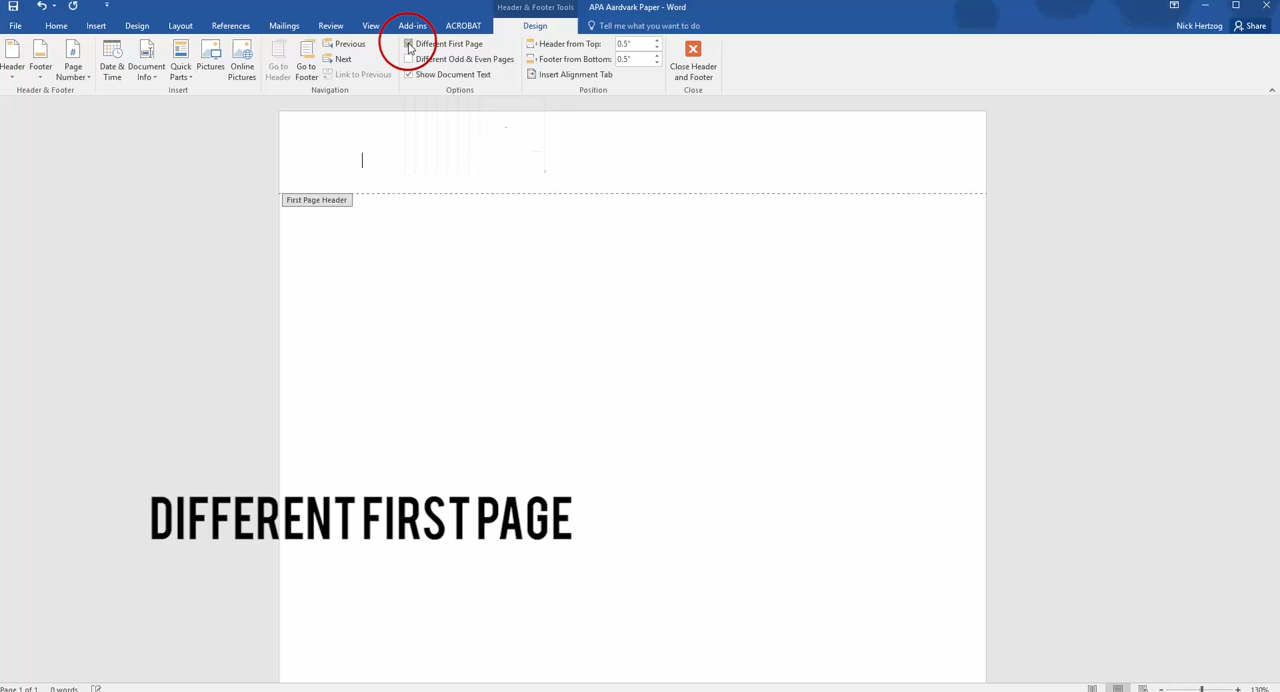 Header & Footer Tools
APA Aardvark Paper - Word
File Home Insert Design Layout References Mailings Review View Add-ins ACROBAT Design Tell me what you want to do
Nick Hertzog Share
Header
Footer
Page Number
Header & Footer
Date & Time
Document Info
Quick Parts
Pictures
Online Pictures
Insert
Go to Header
Go to Footer
Previous
Next
Link to Previous
Navigation
Different First Page
Different Odd & Even Pages
Show Document Text
Options
Header from Top: 0.5"
Footer from Bottom: 0.5"
Insert Alignment Tab
Position
Close Header and Footer
Close
First Page Header
DIFFERENT FIRST PAGE
Page 1 of 1 0 words
130%